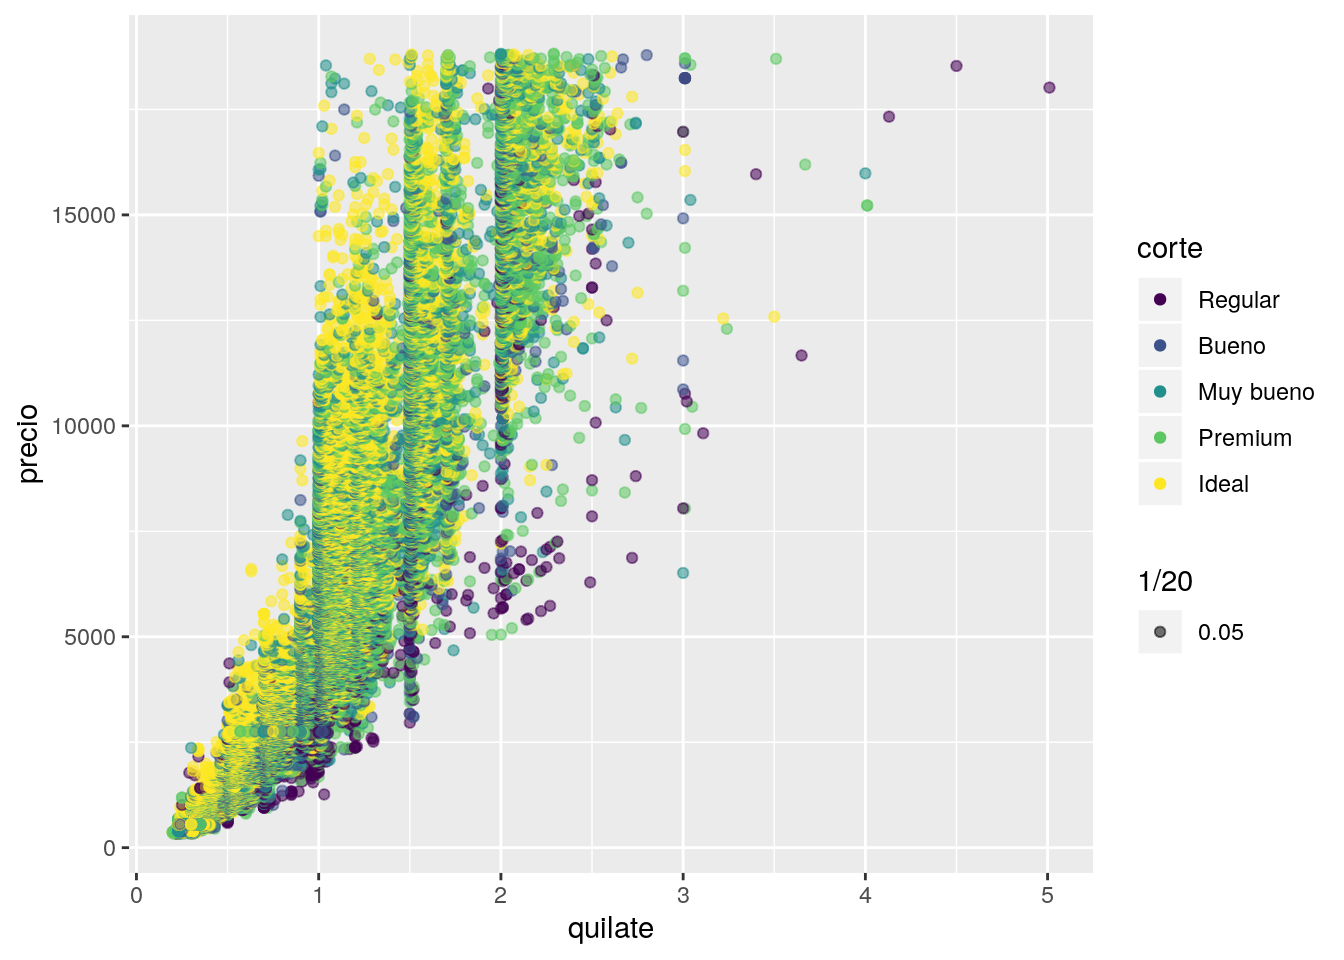 15000
10000
5000
0
precio
0 1 2 3 4 5
quilate
corte
Regular
Bueno
Muy bueno
Premium
Ideal
1/20
0.05